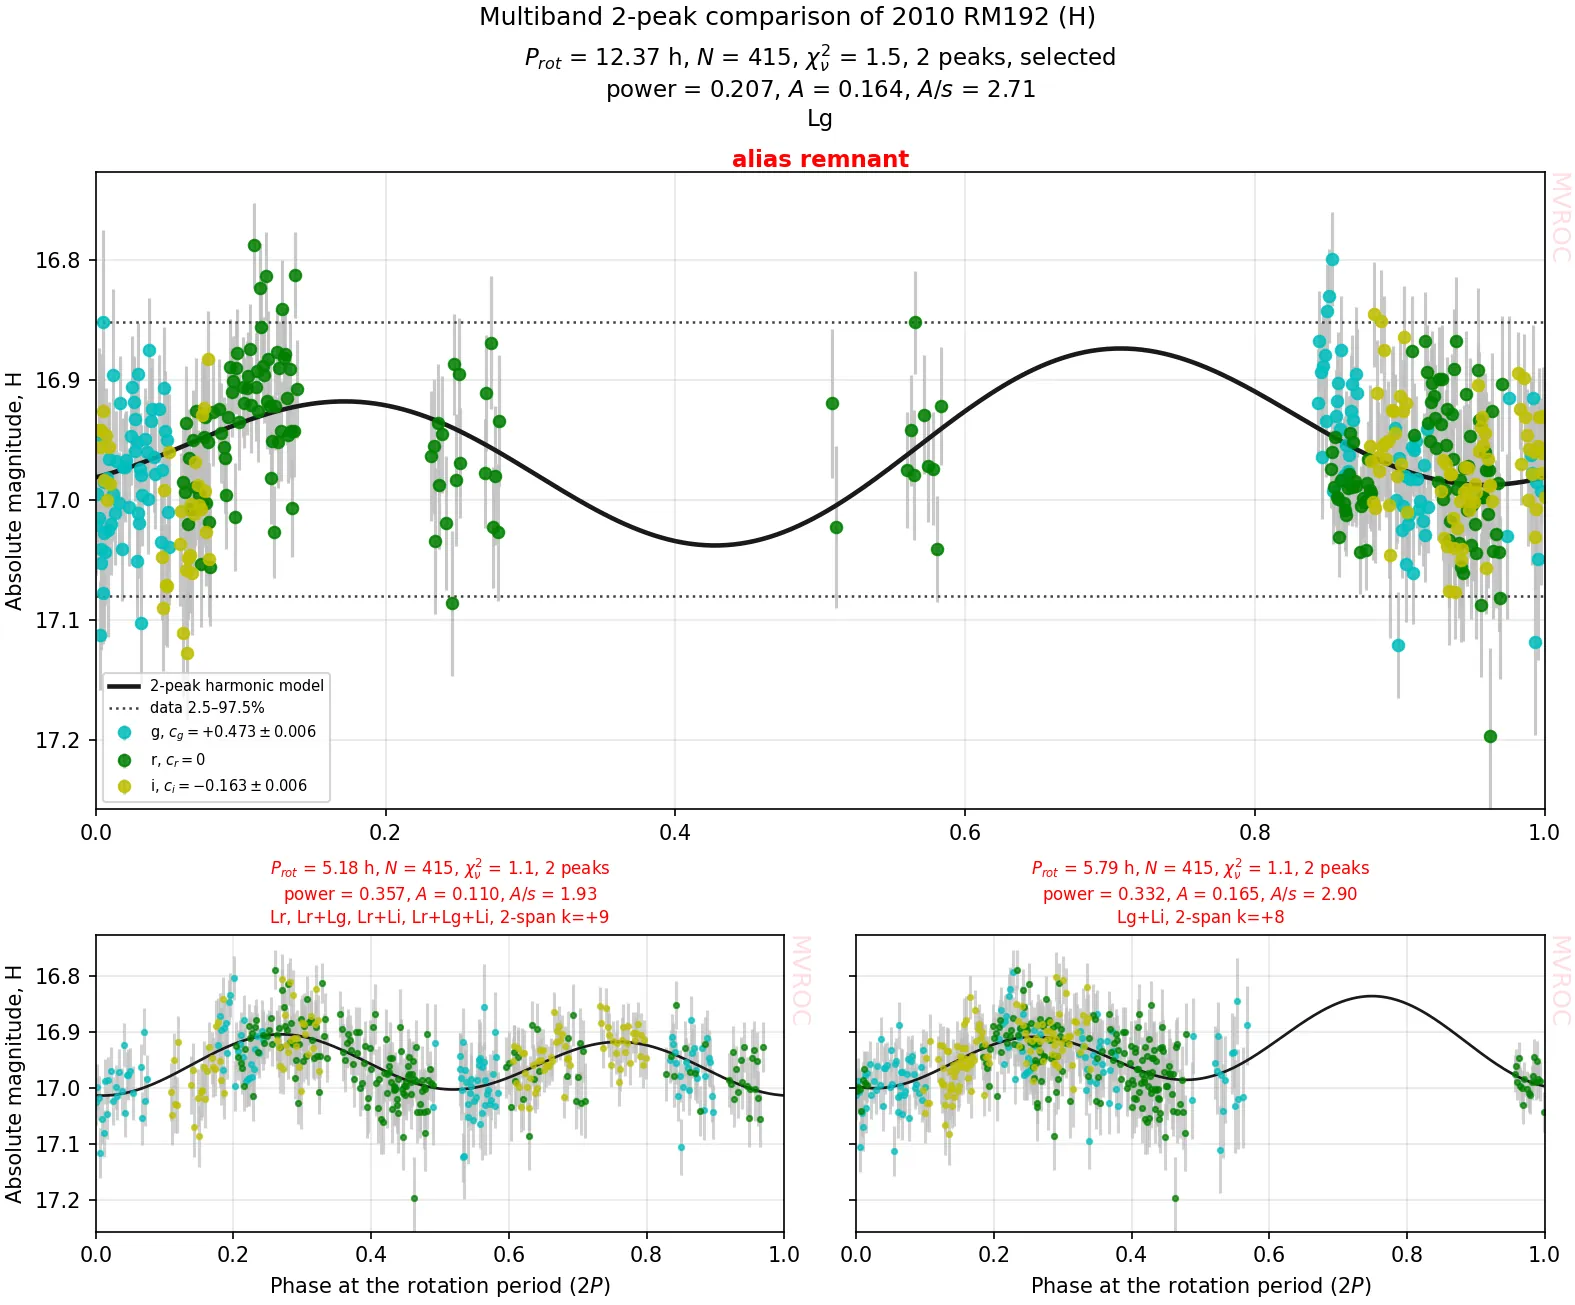 Multiband 2-peak comparison of 2010 RM192 (H)
P_rot = 12.37 h, N = 415, χ²_ν = 1.5, 2 peaks, selected
power = 0.207, A = 0.164, A/s = 2.71
Lg
alias remnant
MVROC
Absolute magnitude, H
16.8
16.9
17.0
17.1
17.2
2-peak harmonic model
data 2.5–97.5%
g, c_g = +0.473 ± 0.006
r, c_r = 0
i, c_i = −0.163 ± 0.006
0.0 0.2 0.4 0.6 0.8 1.0
P_rot = 5.18 h, N = 415, χ²_ν = 1.1, 2 peaks
power = 0.357, A = 0.110, A/s = 1.93
Lr, Lr+Lg, Lr+Li, Lr+Lg+Li, 2-span k=+9
MVROC
Absolute magnitude, H
16.8
16.9
17.0
17.1
17.2
0.0 0.2 0.4 0.6 0.8 1.0
Phase at the rotation period (2P)
P_rot = 5.79 h, N = 415, χ²_ν = 1.1, 2 peaks
power = 0.332, A = 0.165, A/s = 2.90
Lg+Li, 2-span k=+8
MVROC
0.0 0.2 0.4 0.6 0.8 1.0
Phase at the rotation period (2P)